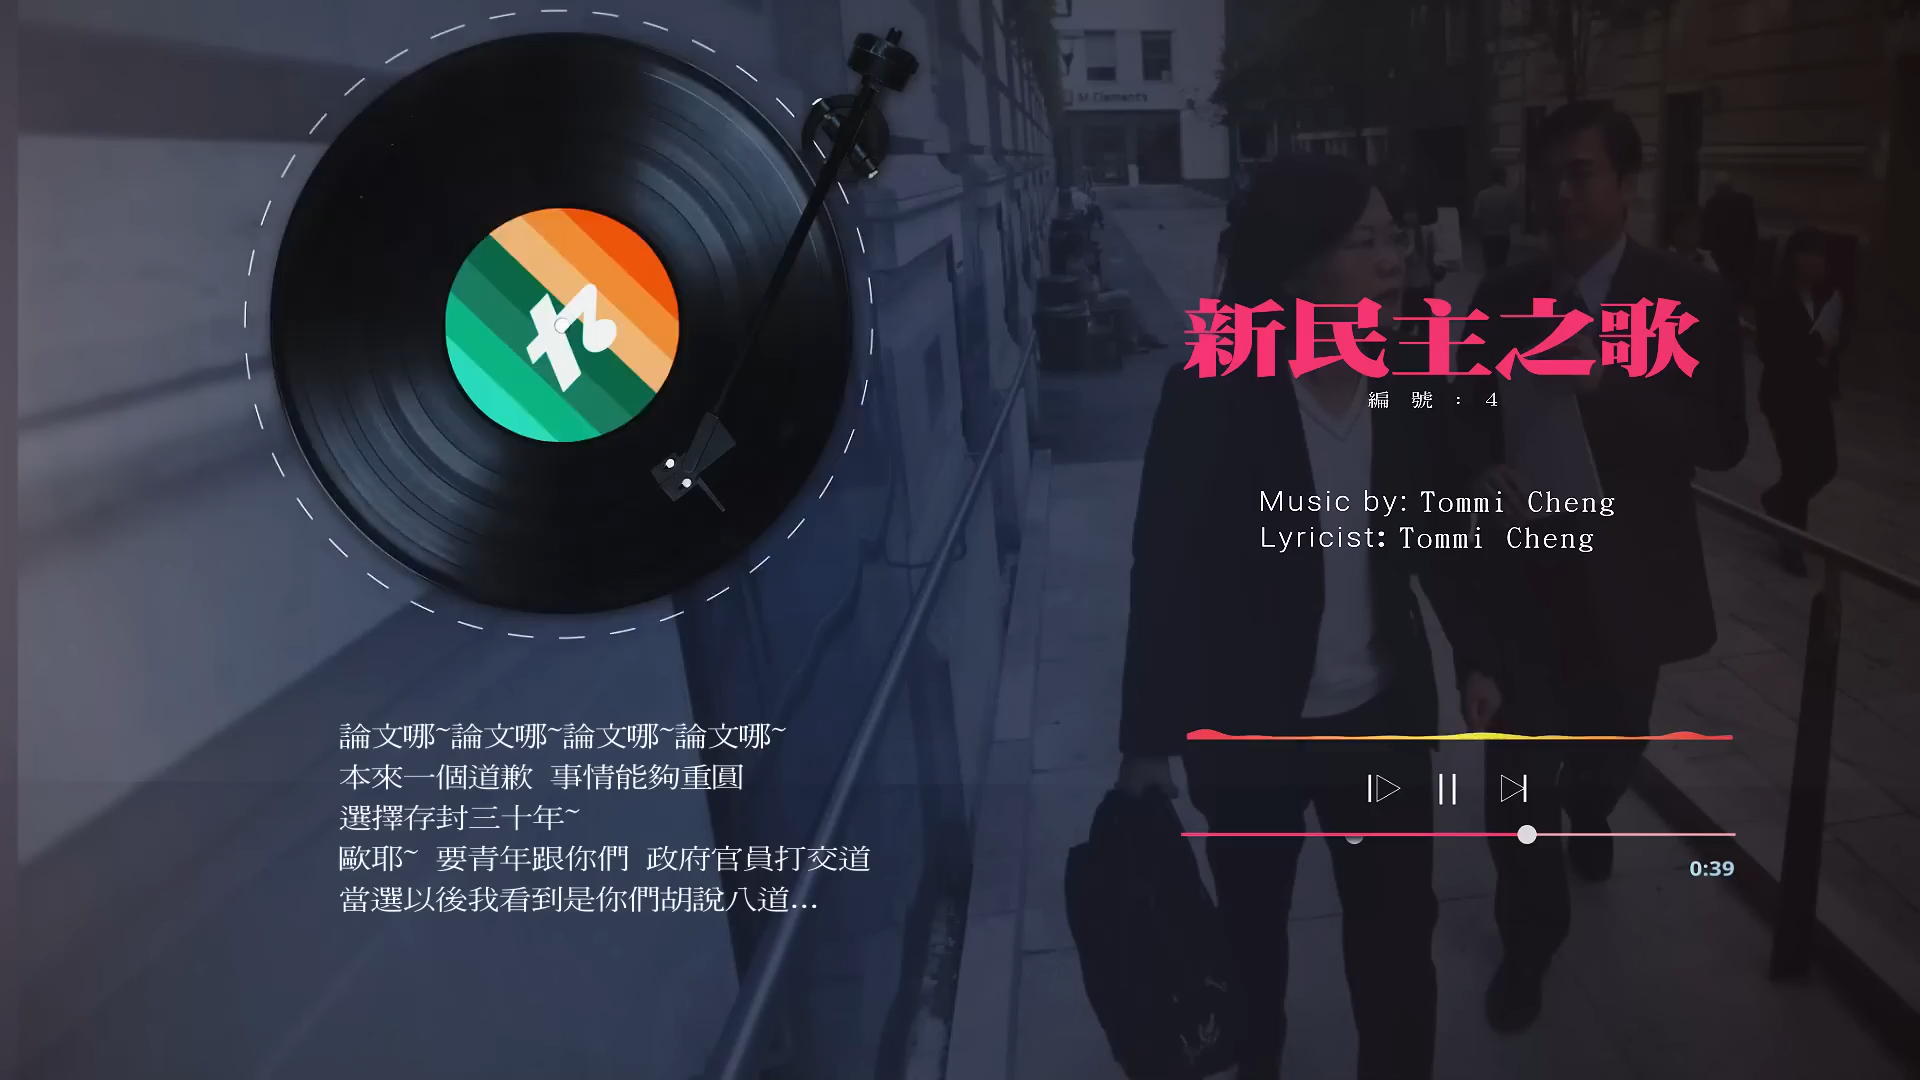 新民主之歌
編號：4
Music by: Tommi Cheng
Lyricist: Tommi Cheng
0:39
論文哪~論文哪~論文哪~論文哪~
本來一個道歉 事情能夠重圓
選擇存封三十年~
歐耶~ 要青年跟你們 政府官員打交道
當選以後我看到是你們胡說八道...